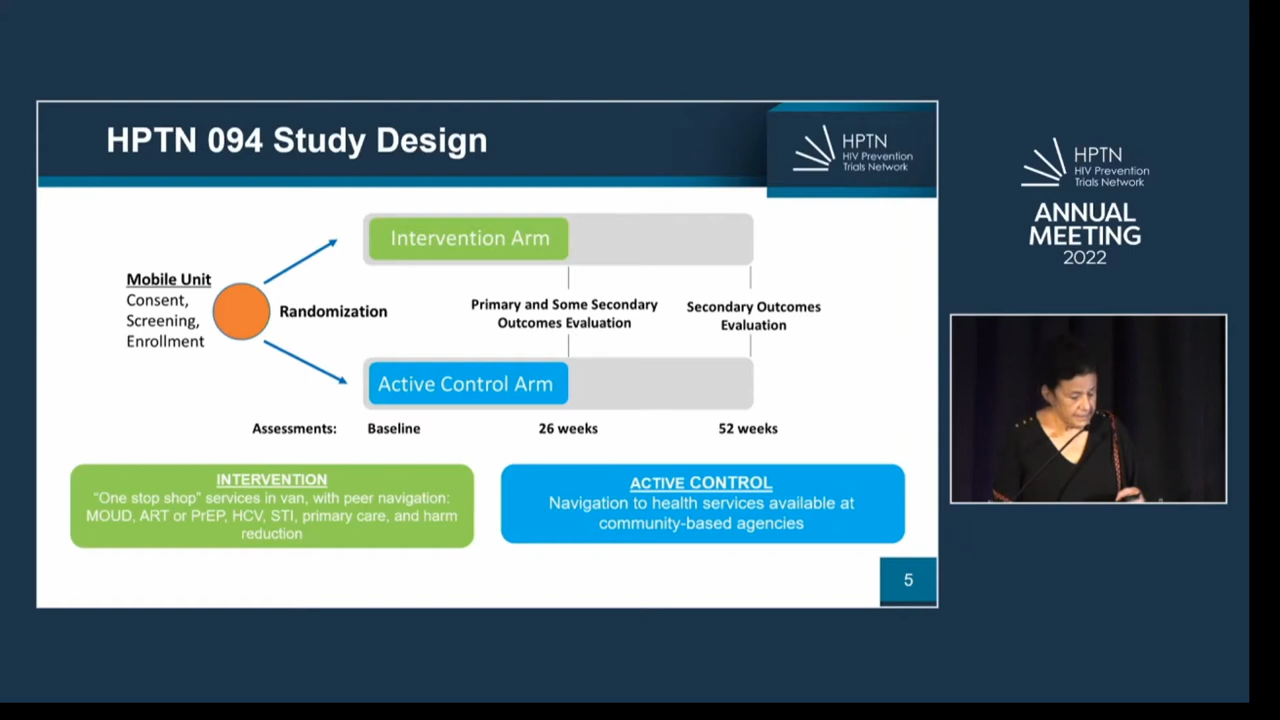 HPTN 094 Study Design
HPTN
HIV Prevention
Trials Network
HPTN
HIV Prevention
Trials Network
ANNUAL
MEETING
2022
Intervention Arm
Mobile Unit
Consent,
Screening,
Enrollment
Randomization
Primary and Some Secondary
Outcomes Evaluation
Secondary Outcomes
Evaluation
Active Control Arm
Assessments:
Baseline
26 weeks
52 weeks
INTERVENTION
“One stop shop” services in van, with peer navigation:
MOUD, ART or PrEP, HCV, STI, primary care, and harm
reduction
ACTIVE CONTROL
Navigation to health services available at
community-based agencies
5